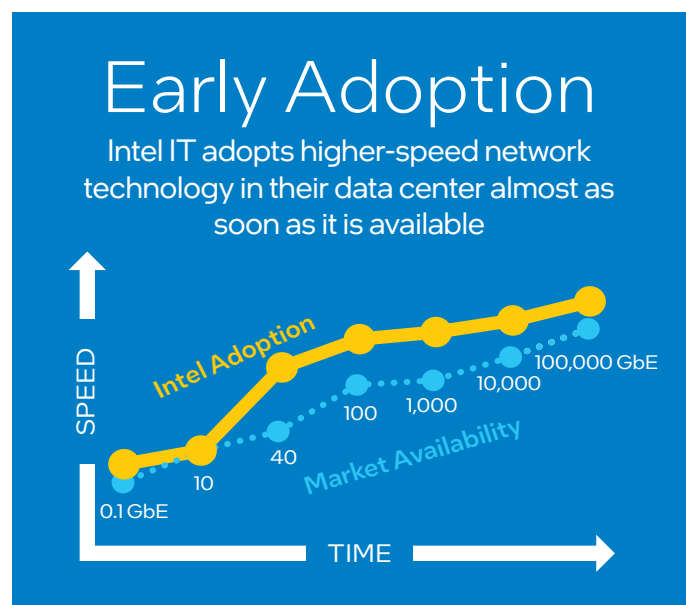 Early Adoption
Intel IT adopts higher-speed network
technology in their data center almost as
soon as it is available
SPEED
Intel Adoption
100,000 GbE
10,000
1,000
100
40
Market Availability
10
0.1 GbE
TIME